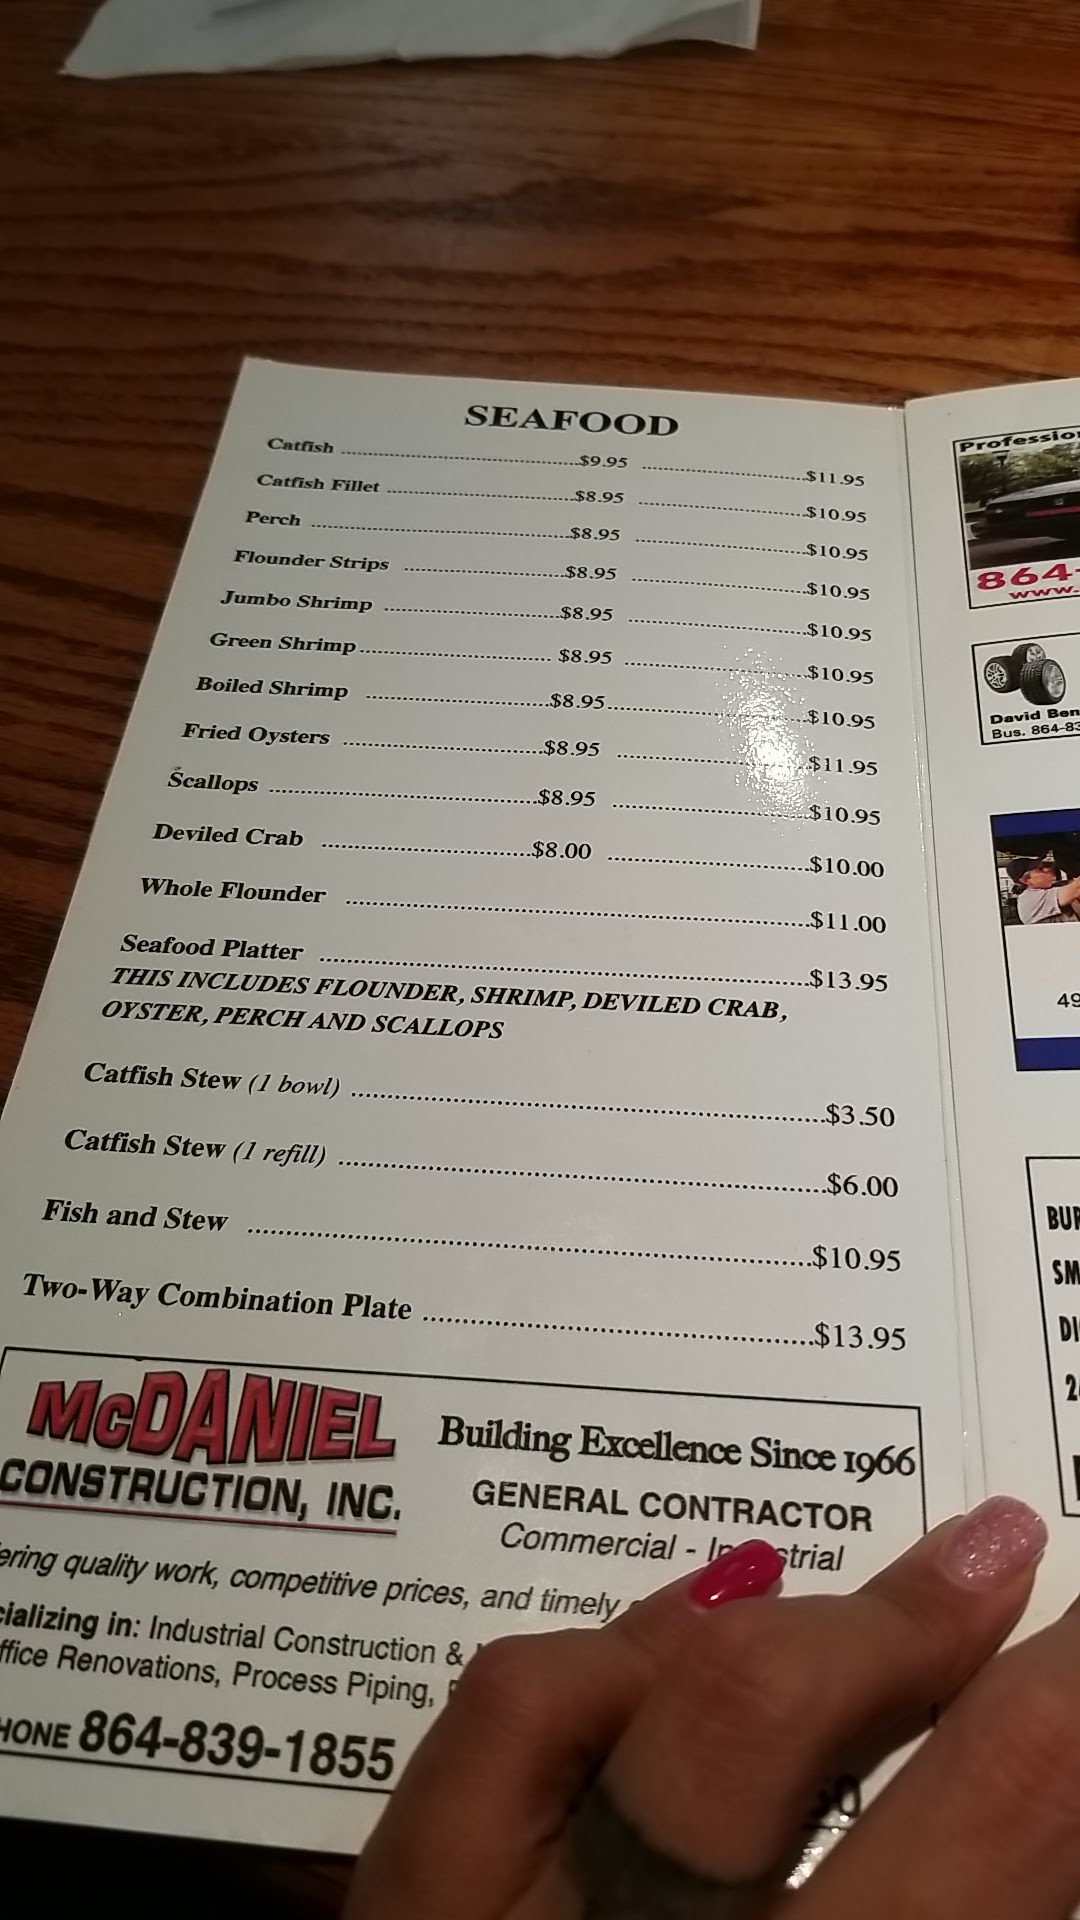 SEAFOOD
Catfish ........ $9.95 ........ $11.95
Catfish Fillet ........ $8.95 ........ $10.95
Perch ........ $8.95 ........ $10.95
Flounder Strips ........ $8.95 ........ $10.95
Jumbo Shrimp ........ $8.95 ........ $10.95
Green Shrimp ........ $8.95 ........ $10.95
Boiled Shrimp ........ $8.95 ........ $10.95
Fried Oysters ........ $8.95 ........ $11.95
Scallops ........ $8.95 ........ $10.95
Deviled Crab ........ $8.00 ........ $10.00
Whole Flounder ........ $11.00
Seafood Platter ........ $13.95
THIS INCLUDES FLOUNDER, SHRIMP, DEVILED CRAB,
OYSTER, PERCH AND SCALLOPS
Catfish Stew (1 bowl) ........ $3.50
Catfish Stew (1 refill) ........ $6.00
Fish and Stew ........ $10.95
Two-Way Combination Plate ........ $13.95
McDANIEL
CONSTRUCTION, INC.
Building Excellence Since 1966
GENERAL CONTRACTOR
Commercial -
quality work, competitive prices, and timely
in: Industrial Construction &
Renovations, Process Piping,
864-839-1855
864-
www.
David
Bus. 864-83
49